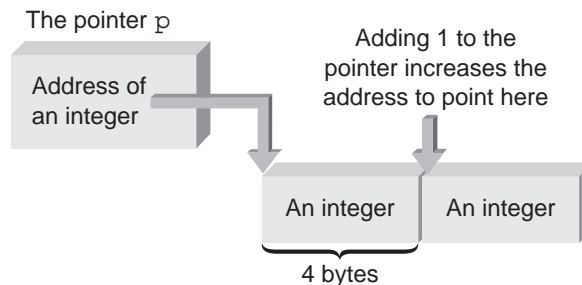 The pointer p
Address of
an integer
Adding 1 to the
pointer increases the
address to point here
An integer
An integer
4 bytes